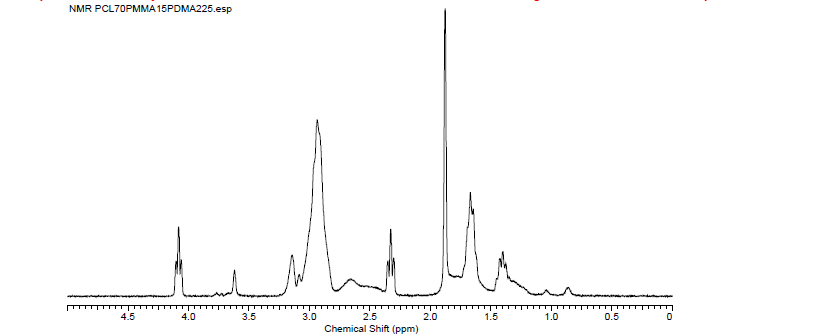 NMR PCL70PMMA15PDMA225.esp
4.5 4.0 3.5 3.0 2.5 2.0 1.5 1.0 0.5 0
Chemical Shift (ppm)